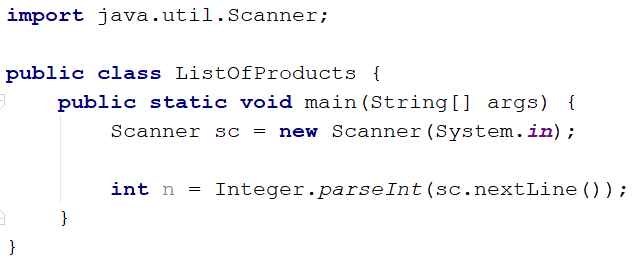 import java.util.Scanner;
public class ListOfProducts {
public static void main(String[] args) {
Scanner sc = new Scanner(System.in);
int n = Integer.parseInt(sc.nextLine());
}
}